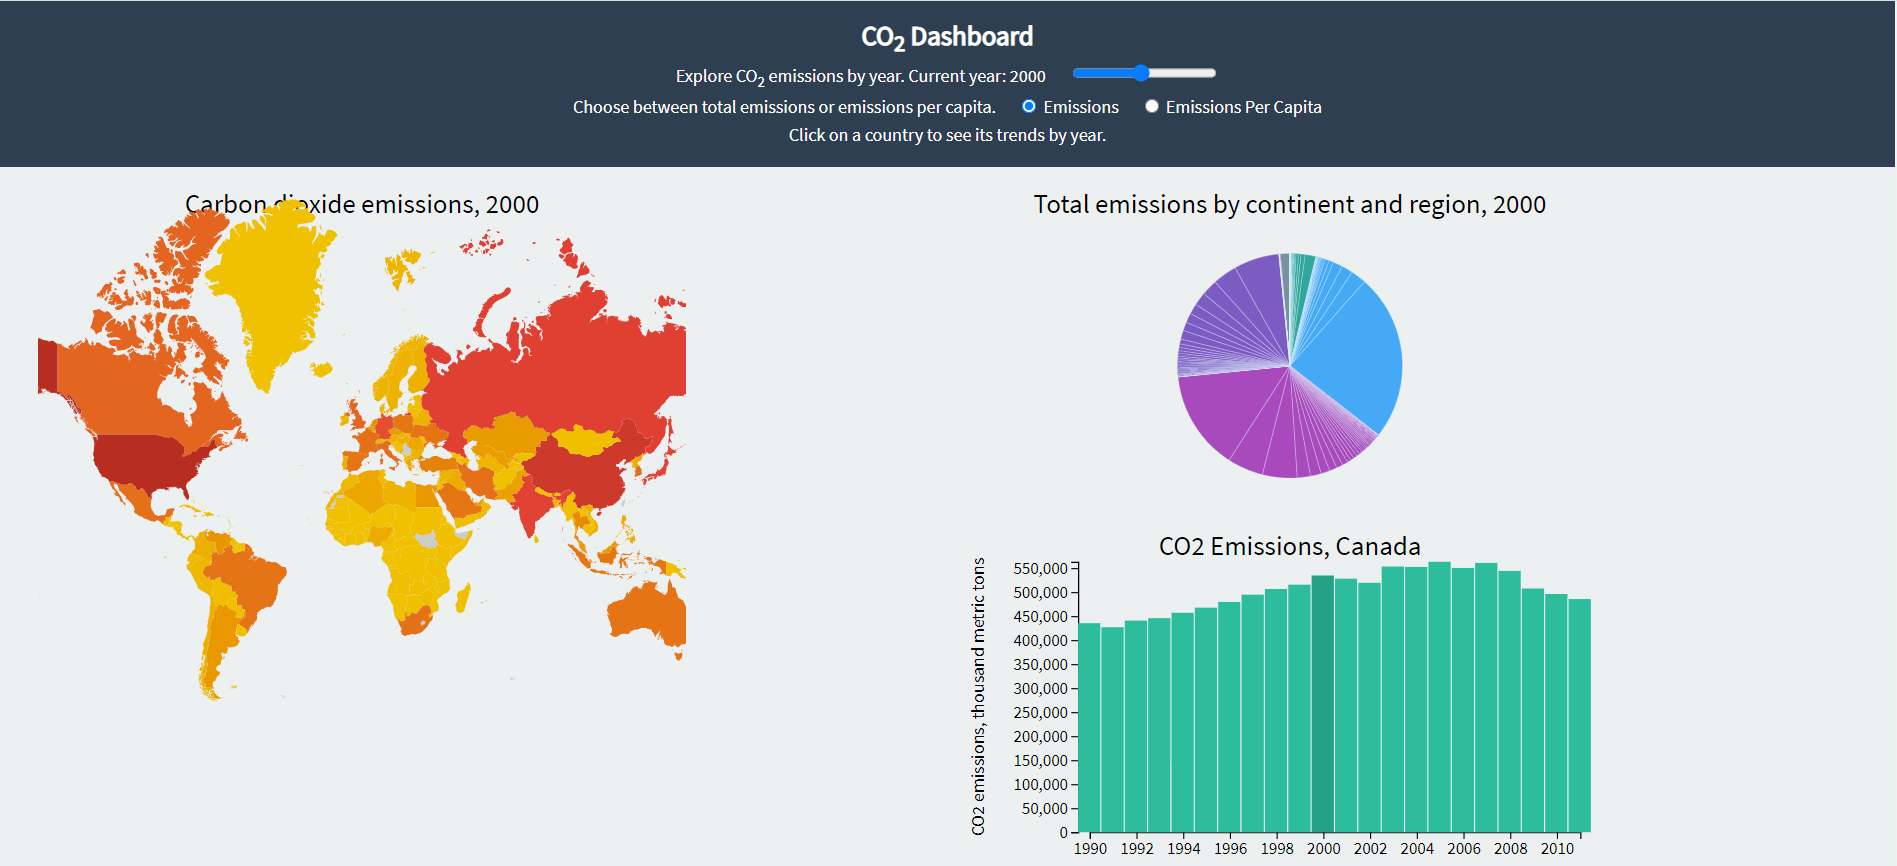 CO2 Dashboard
Explore CO2 emissions by year. Current year: 2000
Choose between total emissions or emissions per capita. Emissions Emissions Per Capita
Click on a country to see its trends by year.
Carbon dioxide emissions, 2000
Total emissions by continent and region, 2000
CO2 Emissions, Canada
CO2 emissions, thousand metric tons
550,000
500,000
450,000
400,000
350,000
300,000
250,000
200,000
150,000
100,000
50,000
0
1990 1992 1994 1996 1998 2000 2002 2004 2006 2008 2010